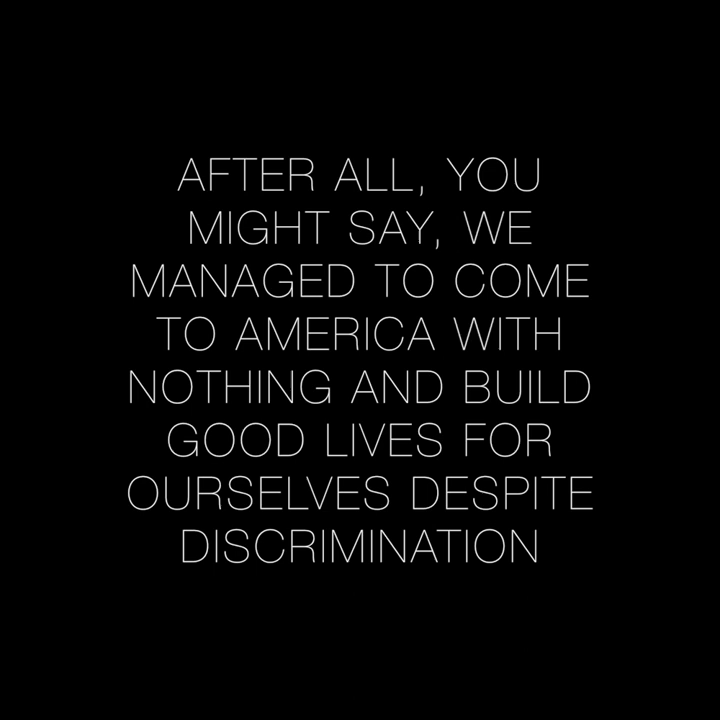 AFTER ALL, YOU
MIGHT SAY, WE
MANAGED TO COME
TO AMERICA WITH
NOTHING AND BUILD
GOOD LIVES FOR
OURSELVES DESPITE
DISCRIMINATION